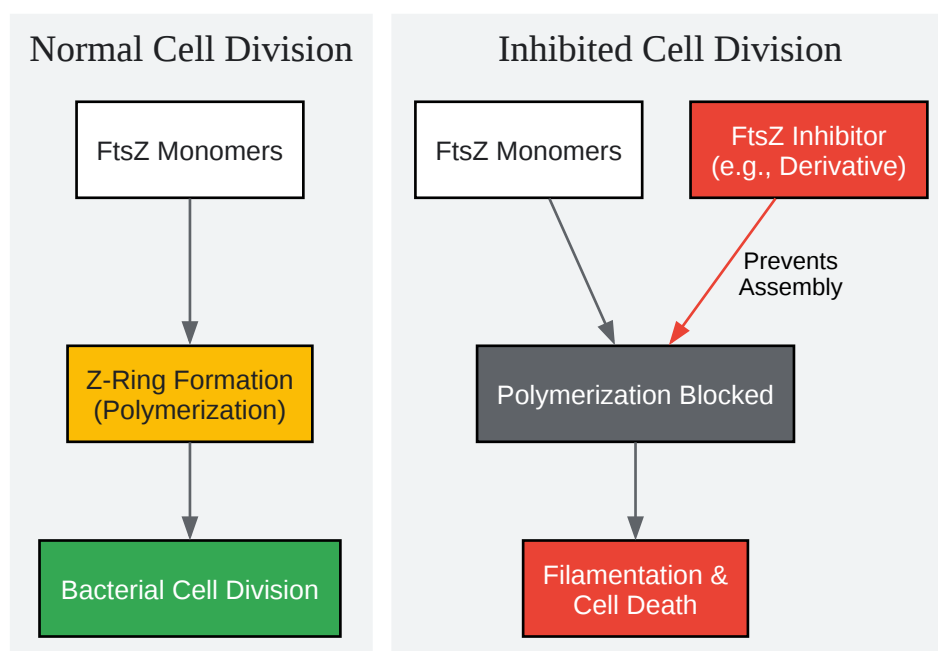 Normal Cell Division
FtsZ Monomers
Z-Ring Formation
(Polymerization)
Bacterial Cell Division
Inhibited Cell Division
FtsZ Monomers
FtsZ Inhibitor
(e.g., Derivative)
Prevents
Assembly
Polymerization Blocked
Filamentation &
Cell Death